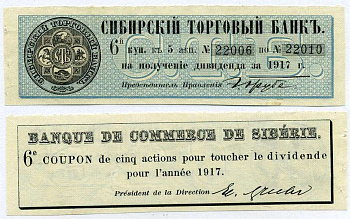 СИБИРСКІЙ ТОРГОВЫЙ БАНКЪ.
6й куп. къ 5 акц. № 22006 по № 22010
на полученіе дивиденда за 1917 г.
Предсѣдатель Правленія
BANQUE DE COMMERCE DE SIBÉRIE.
6e COUPON de cinq actions pour toucher le dividende
pour l'année 1917.
Président de la Direction